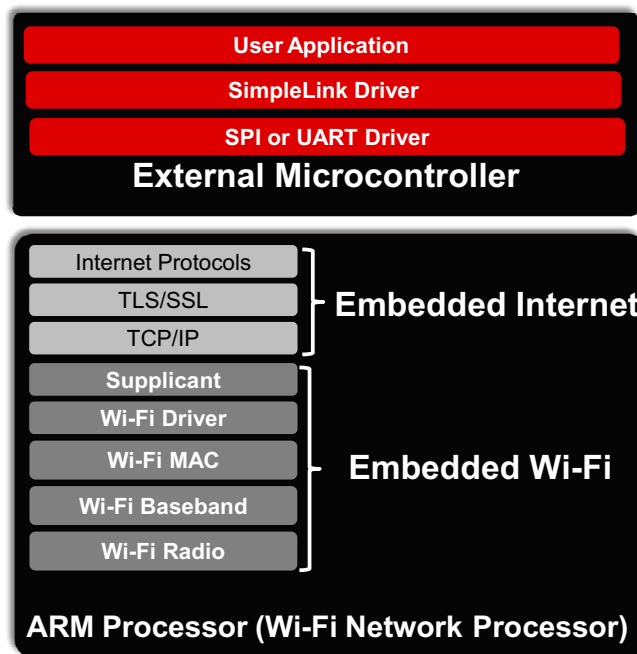 User Application
SimpleLink Driver
SPI or UART Driver
External Microcontroller
Internet Protocols
TLS/SSL
TCP/IP
Embedded Internet
Supplicant
Wi-Fi Driver
Wi-Fi MAC
Wi-Fi Baseband
Wi-Fi Radio
Embedded Wi-Fi
ARM Processor (Wi-Fi Network Processor)